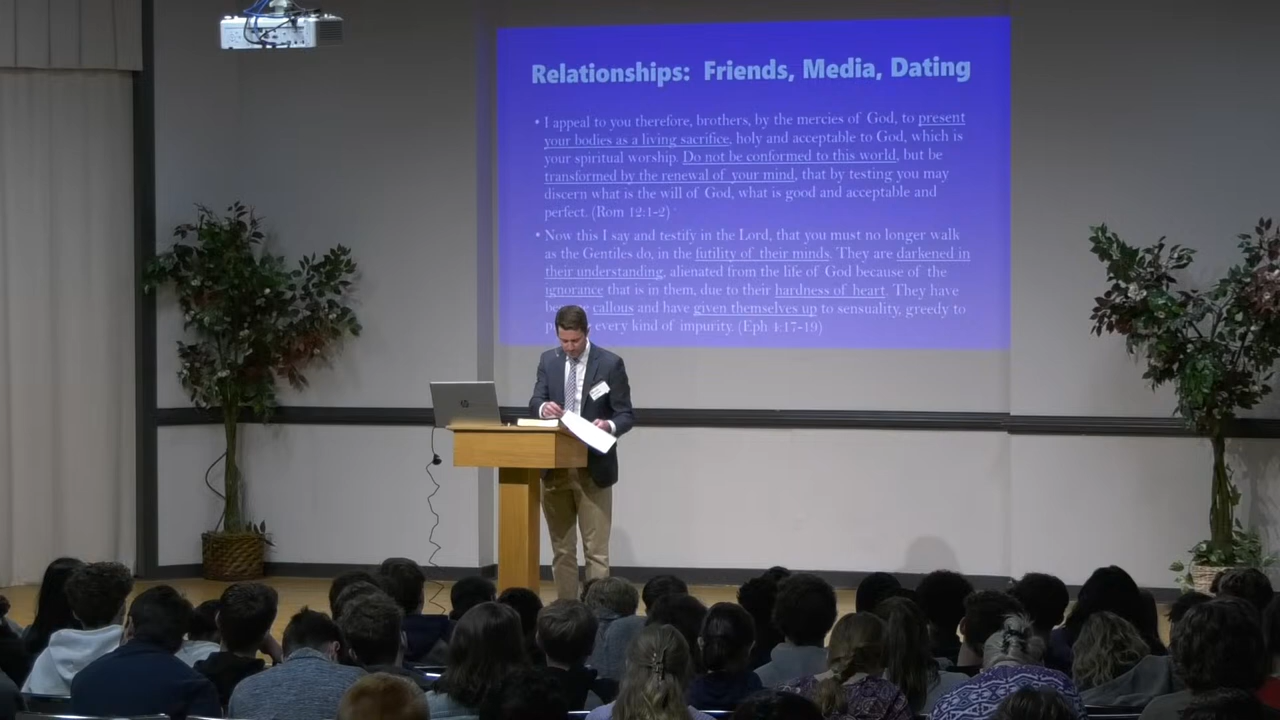 Relationships: Friends, Media, Dating
• I appeal to you therefore, brothers, by the mercies of God, to present
your bodies as a living sacrifice, holy and acceptable to God, which is
your spiritual worship. Do not be conformed to this world, but be
transformed by the renewal of your mind, that by testing you may
discern what is the will of God, what is good and acceptable and
perfect. (Rom 12:1-2)
• Now this I say and testify in the Lord, that you must no longer walk
as the Gentiles do, in the futility of their minds. They are darkened in
their understanding, alienated from the life of God because of the
ignorance that is in them, due to their hardness of heart. They have
callous and have given themselves up to sensuality, greedy to
every kind of impurity. (Eph 4:17-19)
hp